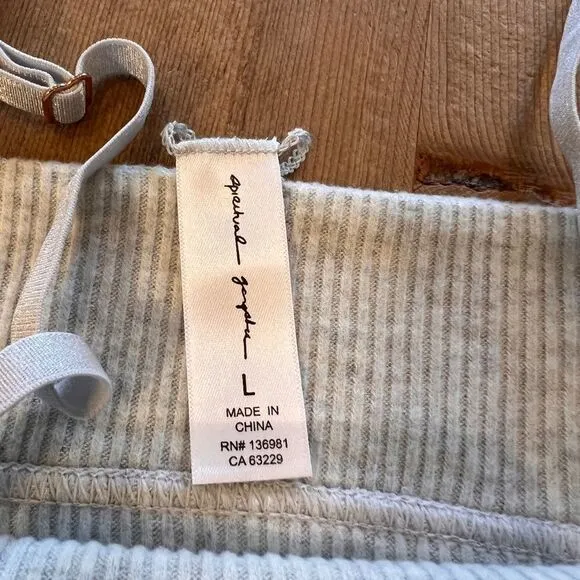 spiritual gangster
L
MADE IN
CHINA
RN# 136981
CA 63229